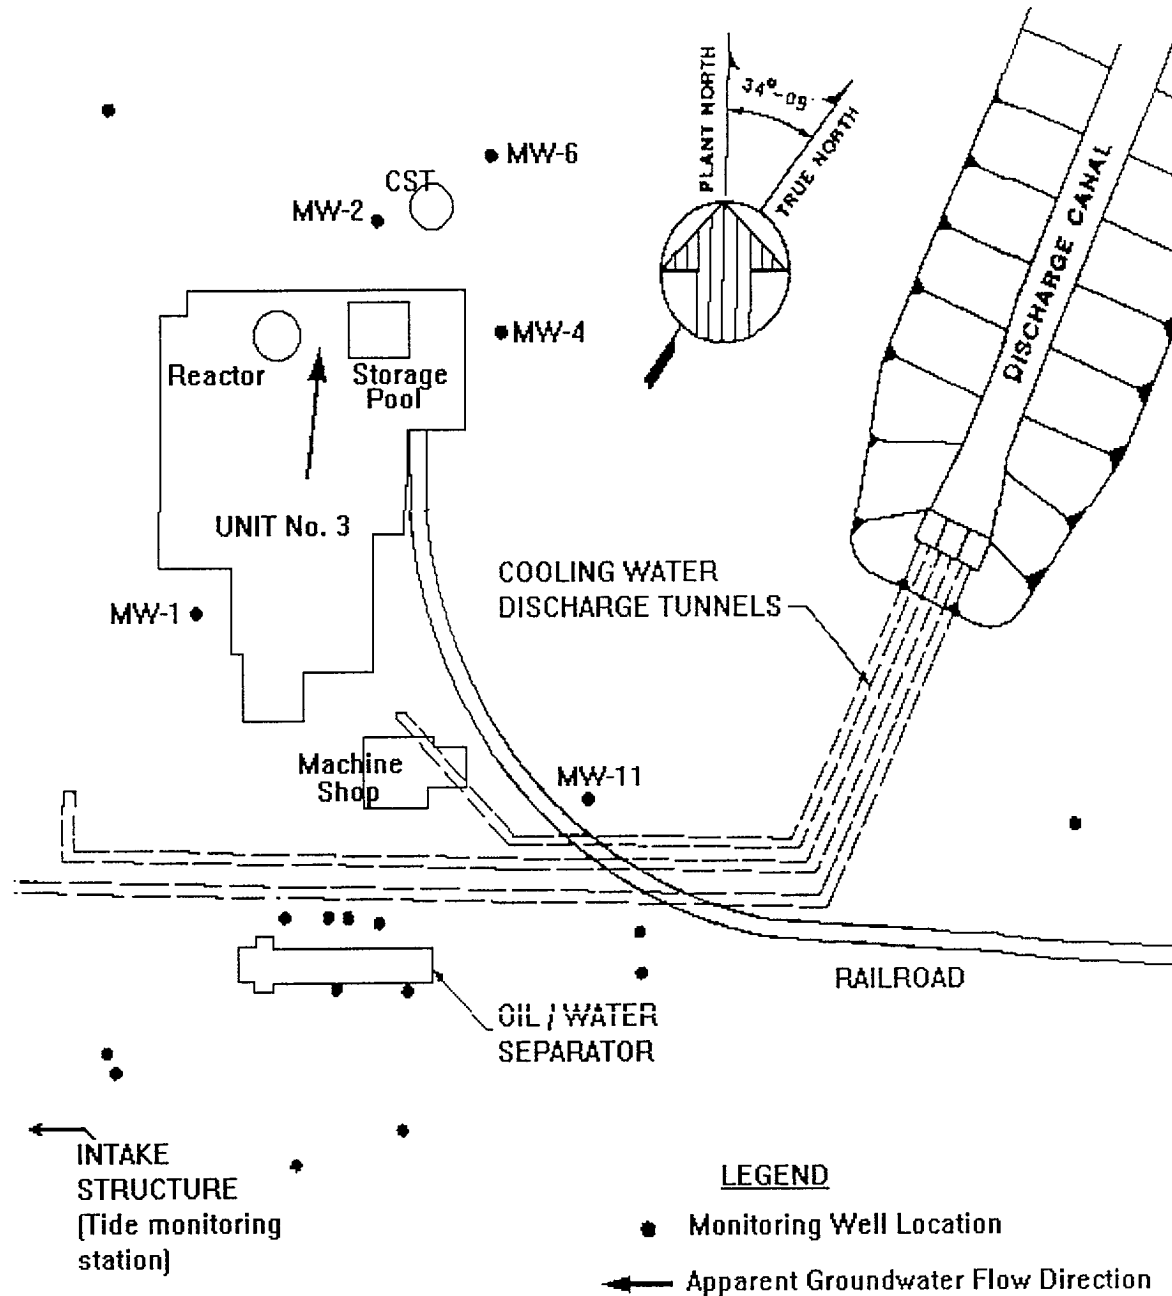 PLANT NORTH
34°-09'
TRUE NORTH
DISCHARGE CANAL
MW-6
CST
MW-2
MW-4
Reactor
Storage
Pool
UNIT No. 3
COOLING WATER
DISCHARGE TUNNELS
MW-1
Machine
Shop
MW-11
RAILROAD
OIL / WATER
SEPARATOR
INTAKE
STRUCTURE
(Tide monitoring
station)
LEGEND
Monitoring Well Location
Apparent Groundwater Flow Direction